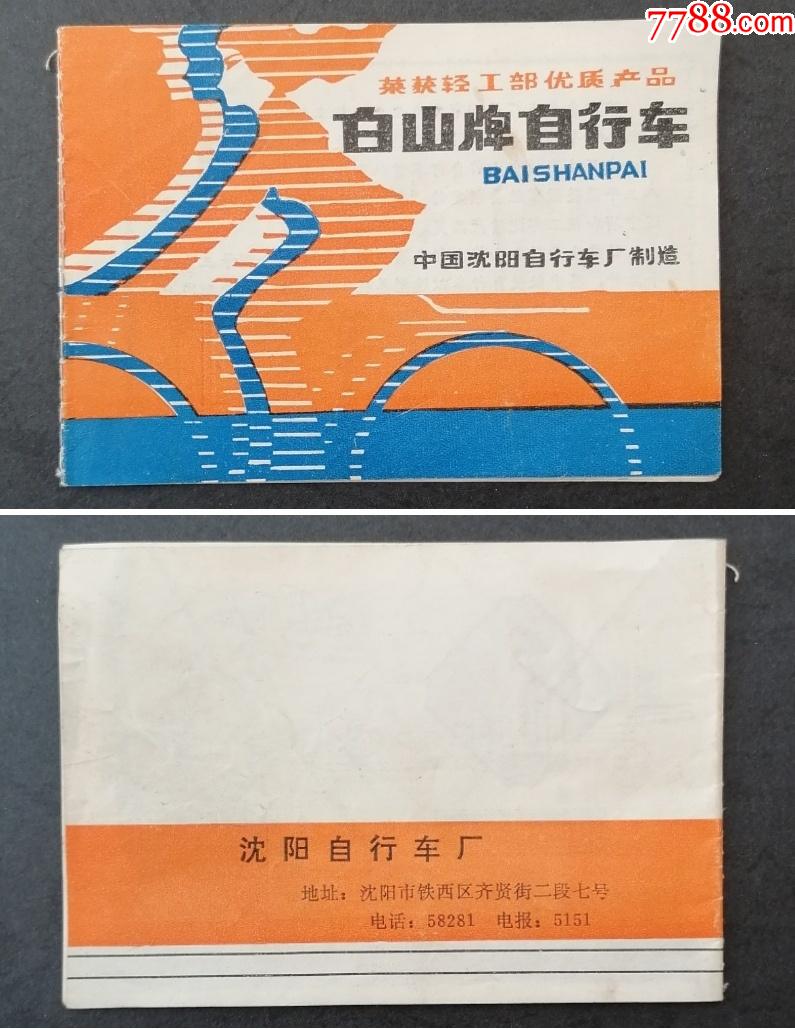 7788.com
荣获轻工部优质产品
白山牌自行车
BAISHANPAI
中国沈阳自行车厂制造
沈阳自行车厂
地址：沈阳市铁西区齐贤街二段七号
电话：58281 电报：5151